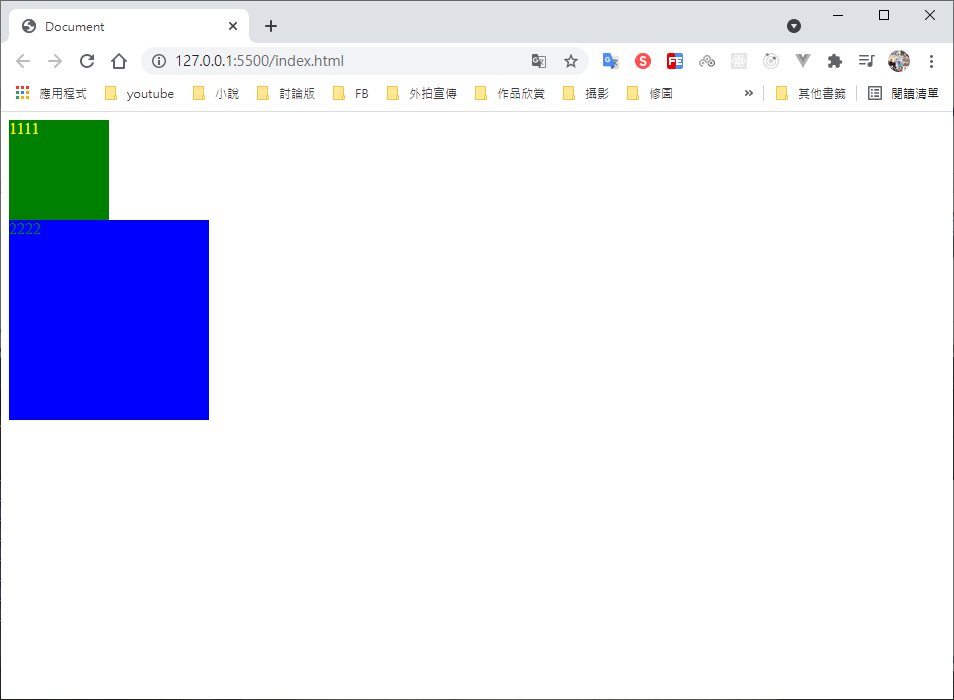 Document
127.0.0.1:5500/index.html
應用程式 youtube 小說 討論版 FB 外拍宣傳 作品欣賞 攝影 修圖 » 其他書籤 閱讀清單
1111
2222